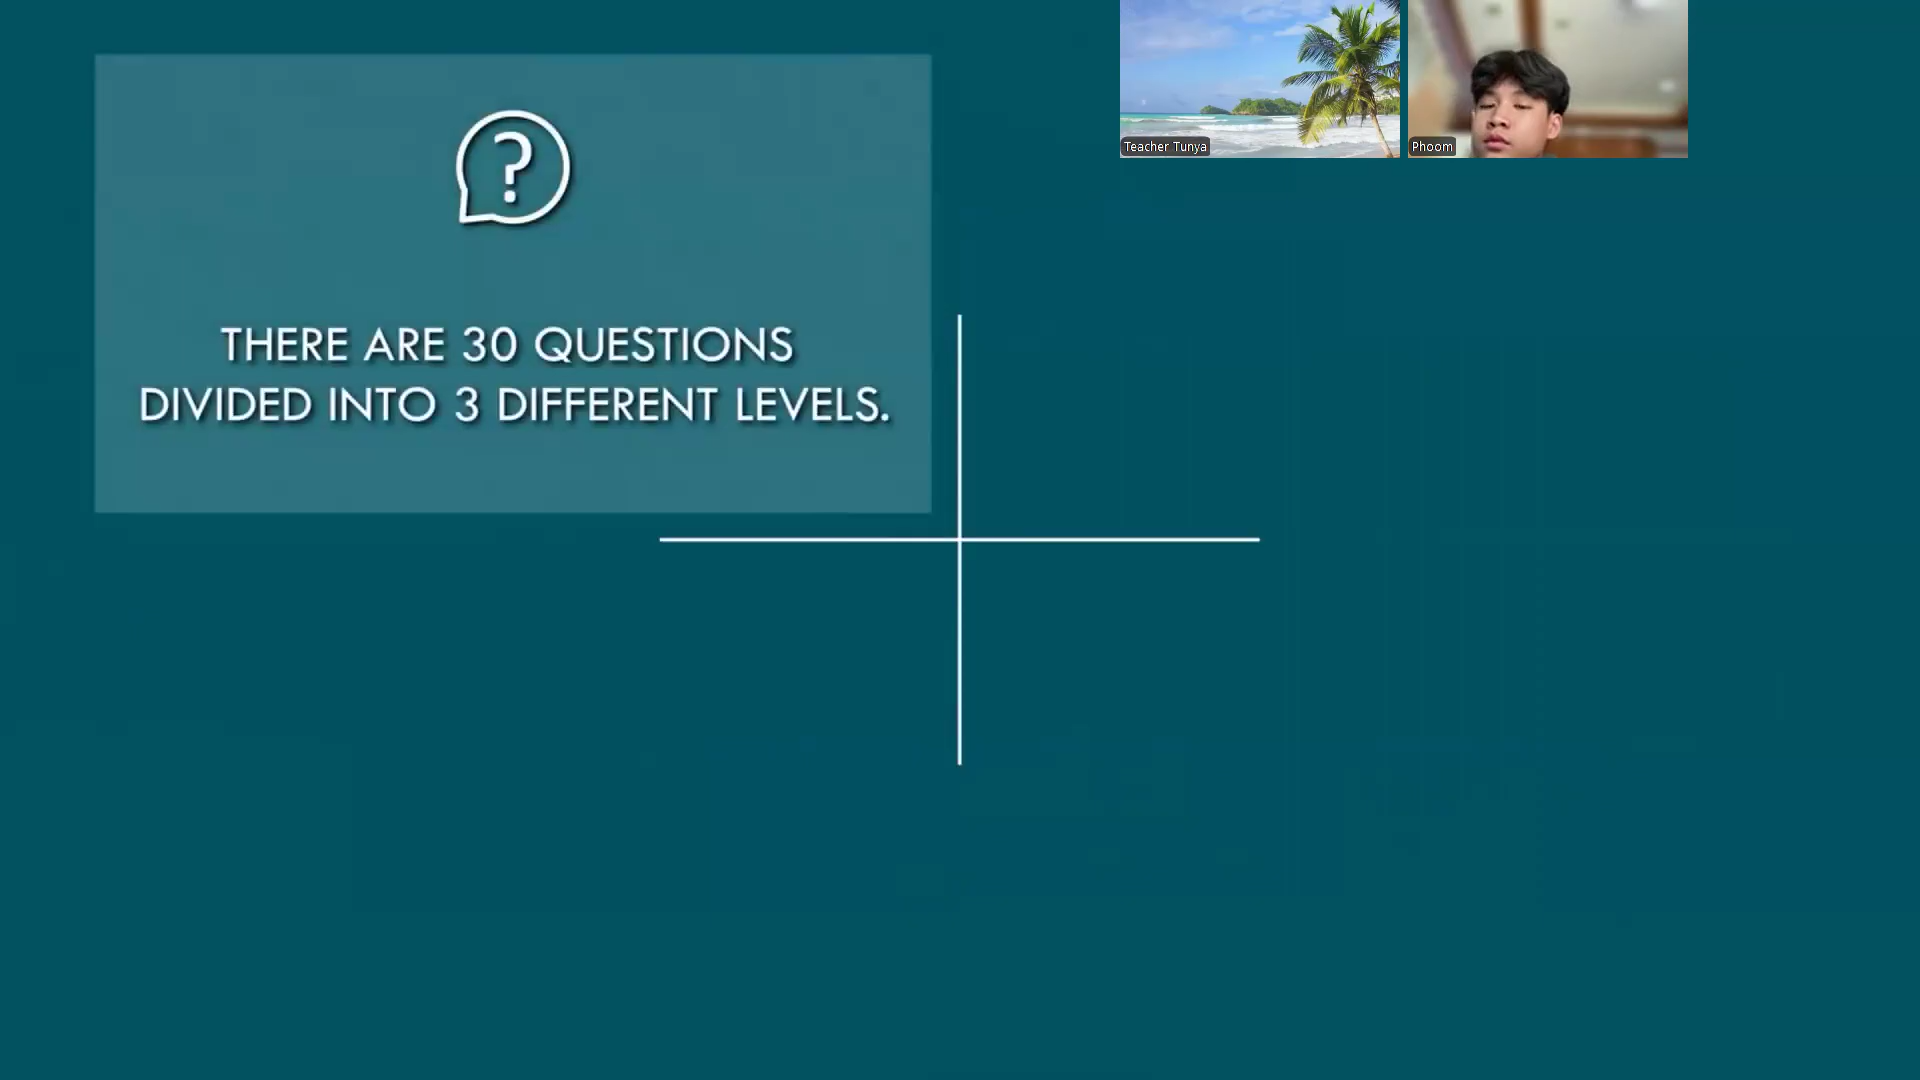 Teacher Tunya
Phoom
?
THERE ARE 30 QUESTIONS
DIVIDED INTO 3 DIFFERENT LEVELS.